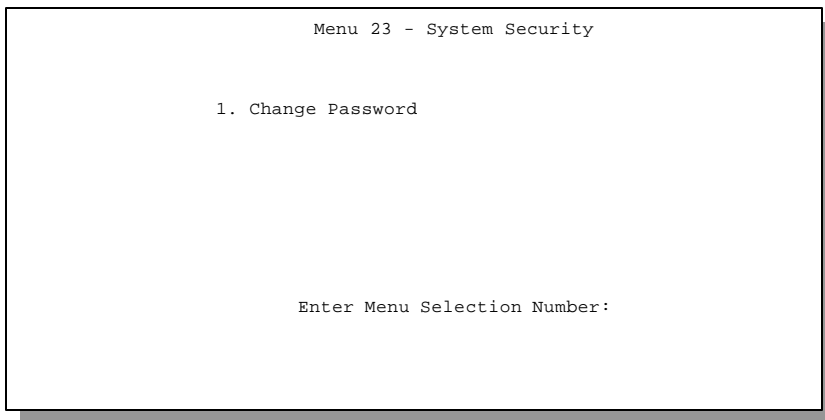 Menu 23 - System Security
1. Change Password
Enter Menu Selection Number: